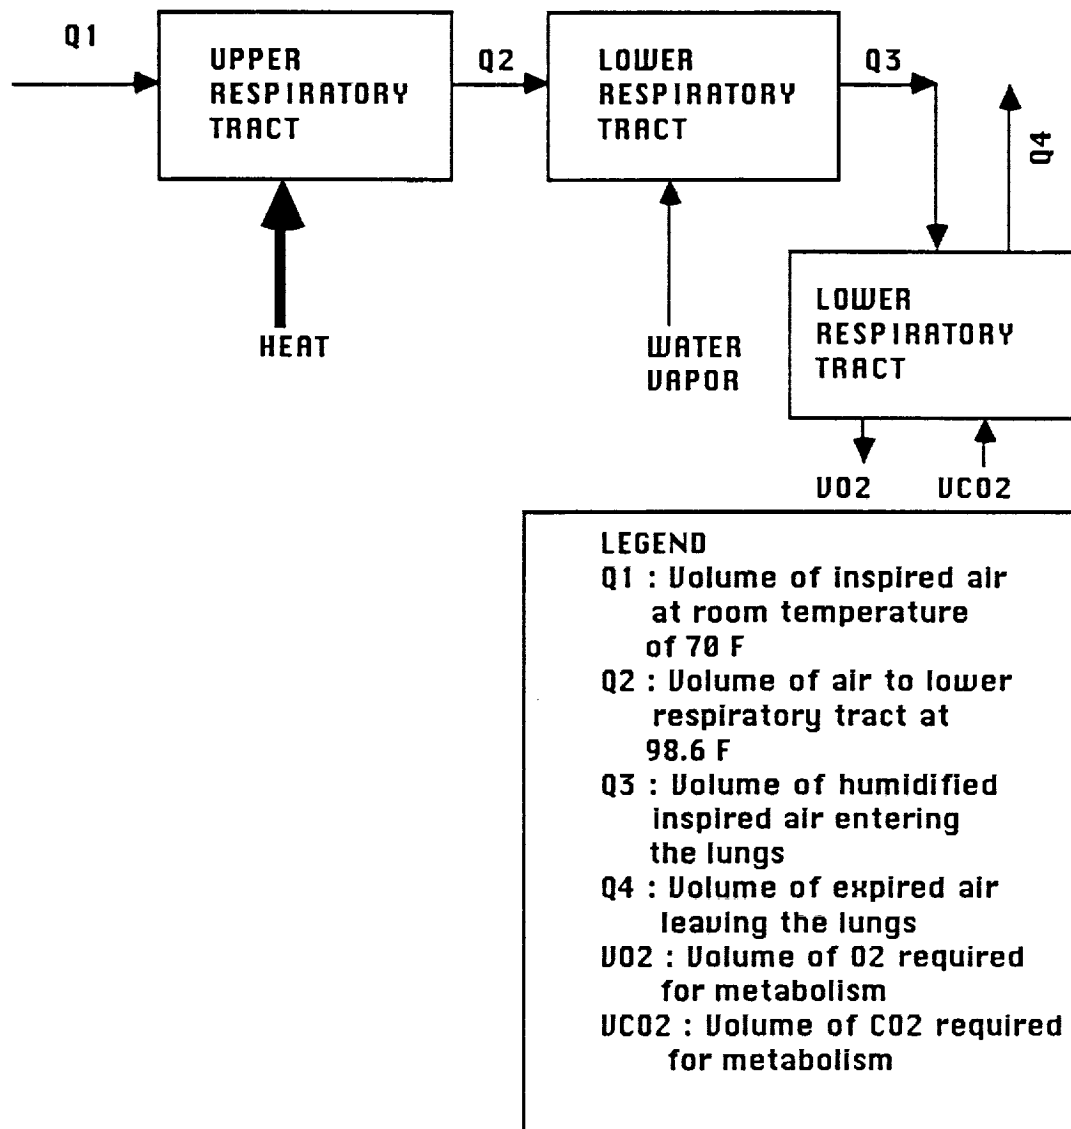 Q1
UPPER
RESPIRATORY
TRACT
Q2
LOWER
RESPIRATORY
TRACT
Q3
Q4
HEAT
WATER
VAPOR
LOWER
RESPIRATORY
TRACT
VO2 VCO2
LEGEND
Q1 : Volume of inspired air
at room temperature
of 70 F
Q2 : Volume of air to lower
respiratory tract at
98.6 F
Q3 : Volume of humidified
inspired air entering
the lungs
Q4 : Volume of expired air
leaving the lungs
VO2 : Volume of O2 required
for metabolism
VCO2 : Volume of CO2 required
for metabolism